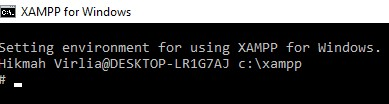 XAMPP for Windows
Setting environment for using XAMPP for Windows.
Hikmah Virlia@DESKTOP-LR1G7AJ c:\xampp
#